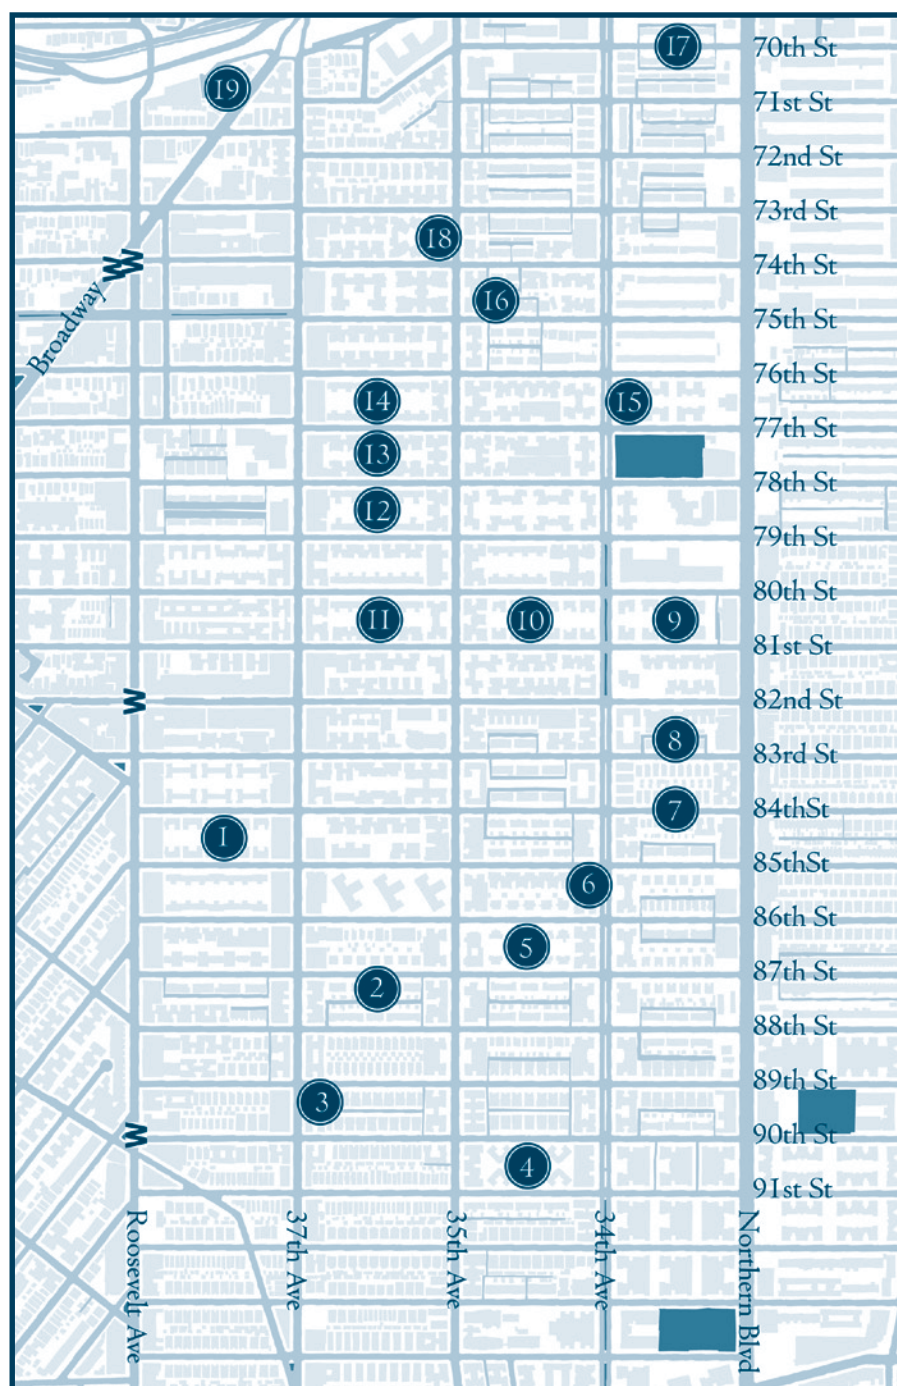 17
70th St
19
71st St
72nd St
73rd St
18
74th St
Broadway
16
75th St
76th St
14
15
77th St
13
78th St
12
79th St
80th St
11
10
9
81st St
82nd St
8
83rd St
7
84thSt
1
85thSt
6
86th St
5
87th St
2
88th St
89th St
3
90th St
4
91st St
Roosevelt Ave
37th Ave
35th Ave
34th Ave
Northern Blvd